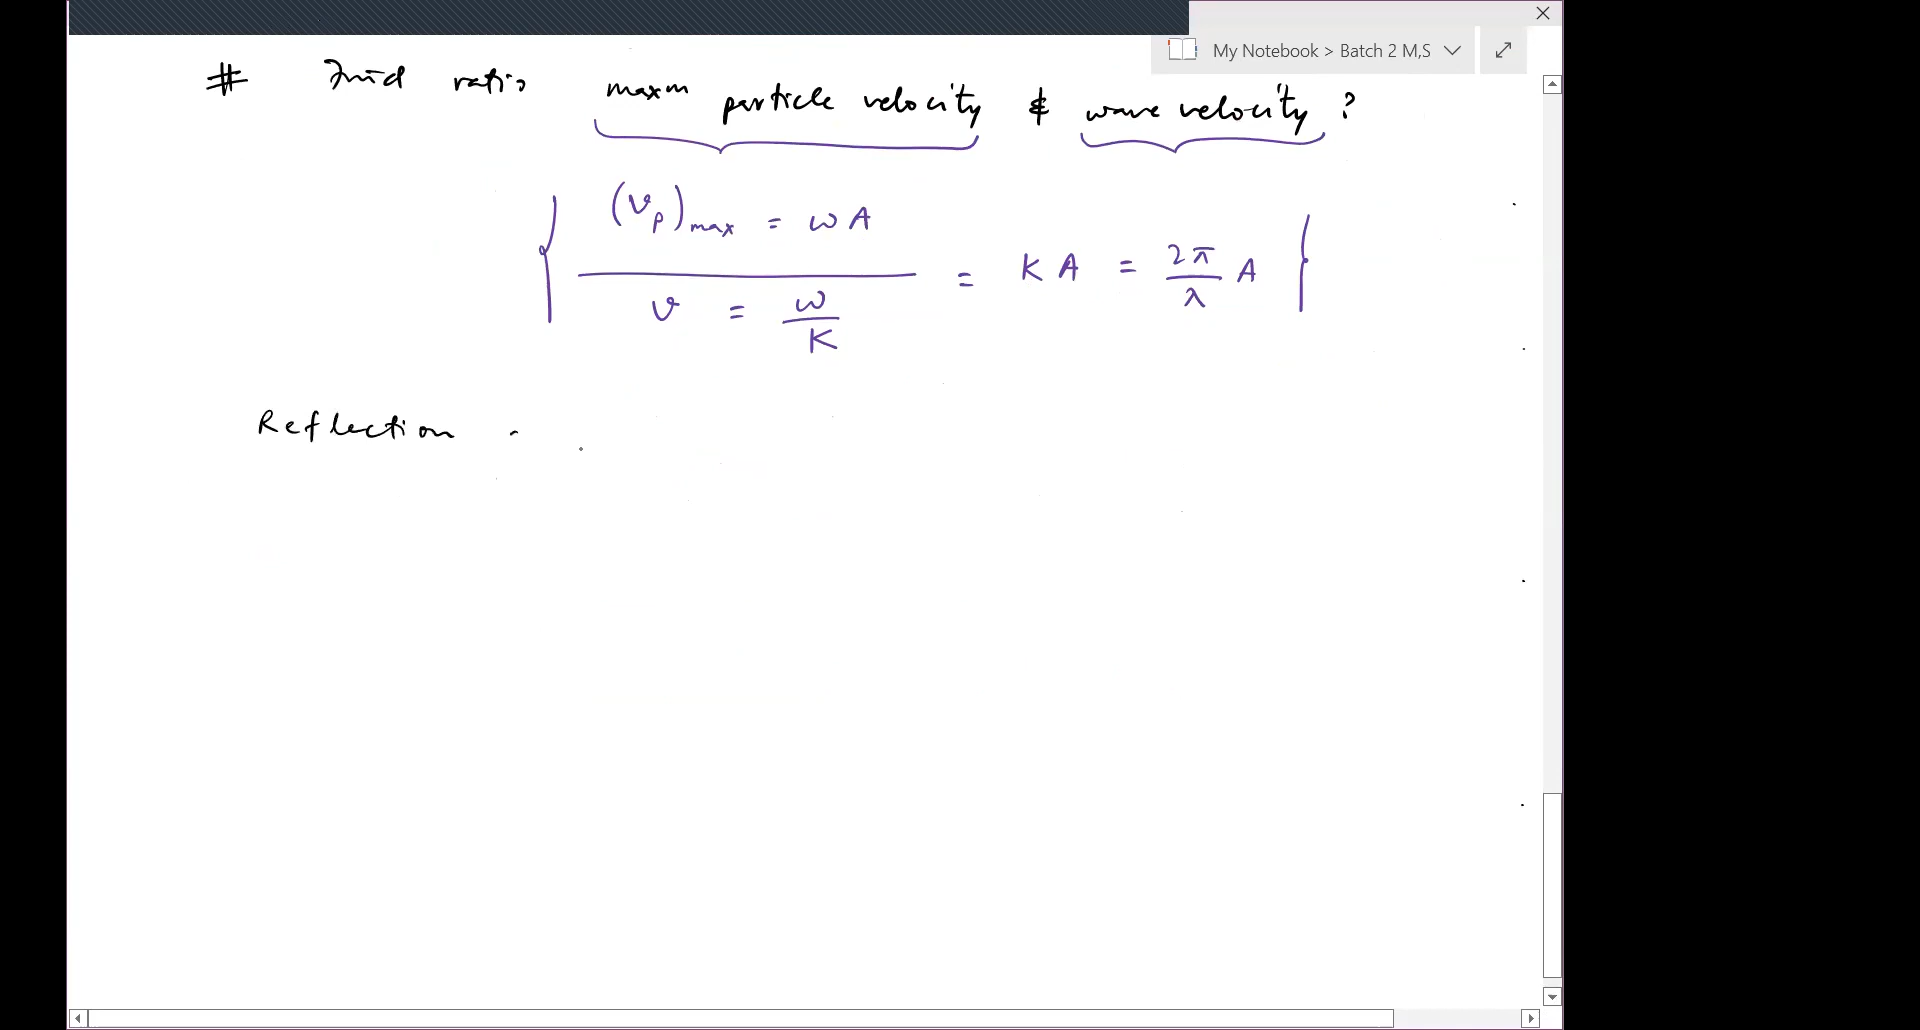 My Notebook > Batch 2 M,S
# Find ratio maxm particle velocity & wave velocity ?
(vp)max = ωA
v = ω/K
= KA = 2π/λ A
Reflection -